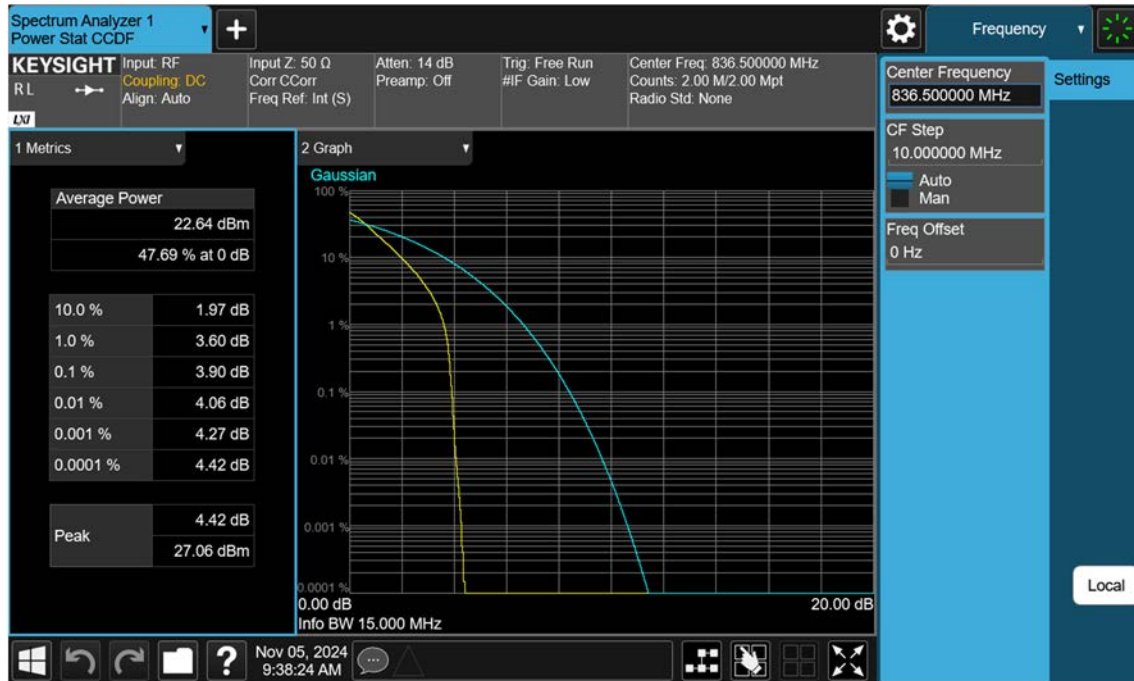 Spectrum Analyzer 1
Power Stat CCDF
Frequency
KEYSIGHT
R L
LXI
Input: RF
Coupling: DC
Align: Auto
Input Z: 50 Ω
Corr CCorr
Freq Ref: Int (S)
Atten: 14 dB
Preamp: Off
Trig: Free Run
#IF Gain: Low
Center Freq: 836.500000 MHz
Counts: 2.00 M/2.00 Mpt
Radio Std: None
Center Frequency
836.500000 MHz
Settings
CF Step
10.000000 MHz
Auto
Man
Freq Offset
0 Hz
Local
1 Metrics
Average Power
22.64 dBm
47.69 % at 0 dB
10.0 % 1.97 dB
1.0 % 3.60 dB
0.1 % 3.90 dB
0.01 % 4.06 dB
0.001 % 4.27 dB
0.0001 % 4.42 dB
Peak
4.42 dB
27.06 dBm
2 Graph
Gaussian
100 %
10 %
1 %
0.1 %
0.01 %
0.001 %
0.0001 %
0.00 dB 20.00 dB
Info BW 15.000 MHz
?
Nov 05, 2024
9:38:24 AM